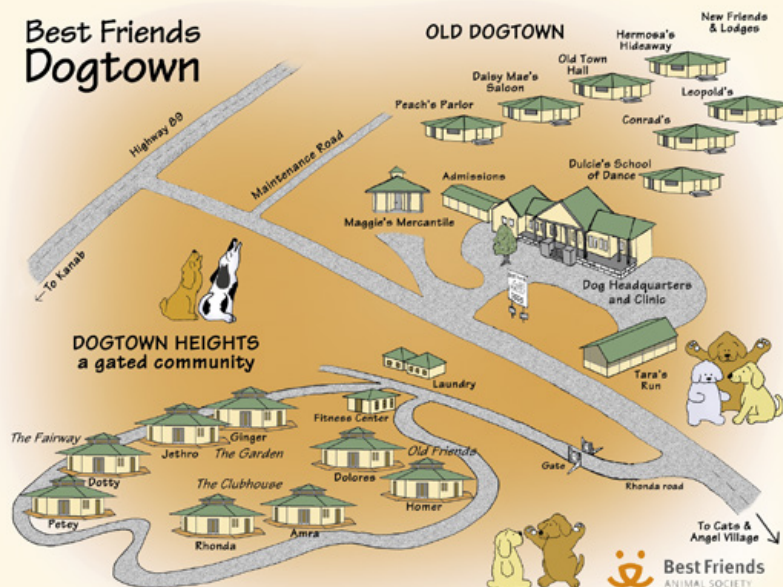 Best Friends
Dogtown
OLD DOGTOWN
New Friends
& Lodges
Hermosa's
Hideaway
Old Town
Hall
Daisy Mae's
Saloon
Leopold's
Peach's Parlor
Conrad's
Highway 89
Maintenance Road
Dulcie's School
of Dance
Admissions
Maggie's Mercantile
← To Kanab
Dog Headquarters
and Clinic
DOGTOWN HEIGHTS
a gated community
Tara's
Run
Laundry
Fitness Center
The Fairway
Jethro
Ginger
The Garden
Old Friends
Dotty
Dolores
Gate
The Clubhouse
Homer
Rhonda road
Petey
Rhonda
Amra
To Cats &
Angel Village
Best Friends
ANIMAL SOCIETY